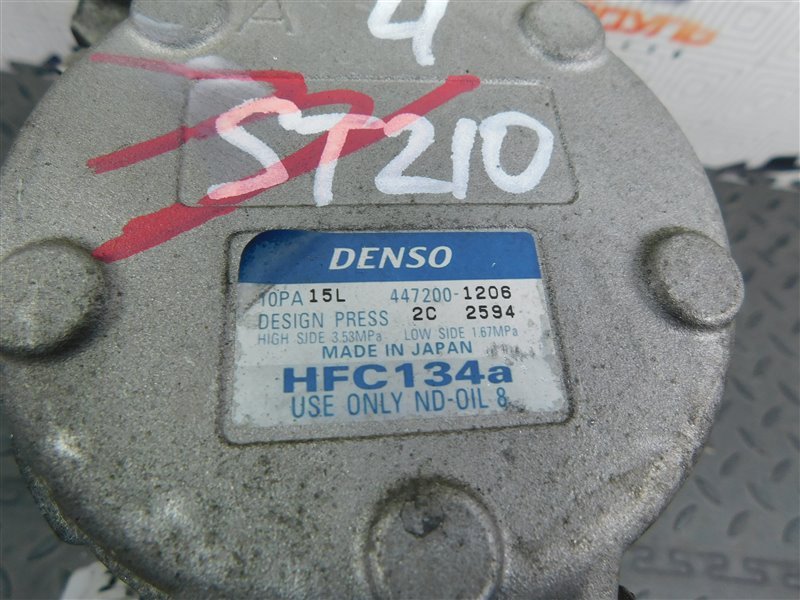 4
ST210
DENSO
10PA 15L 447200-1206
DESIGN PRESS 2C 2594
HIGH SIDE 3.53MPa LOW SIDE 1.67MPa
MADE IN JAPAN
HFC134a
USE ONLY ND-OIL 8